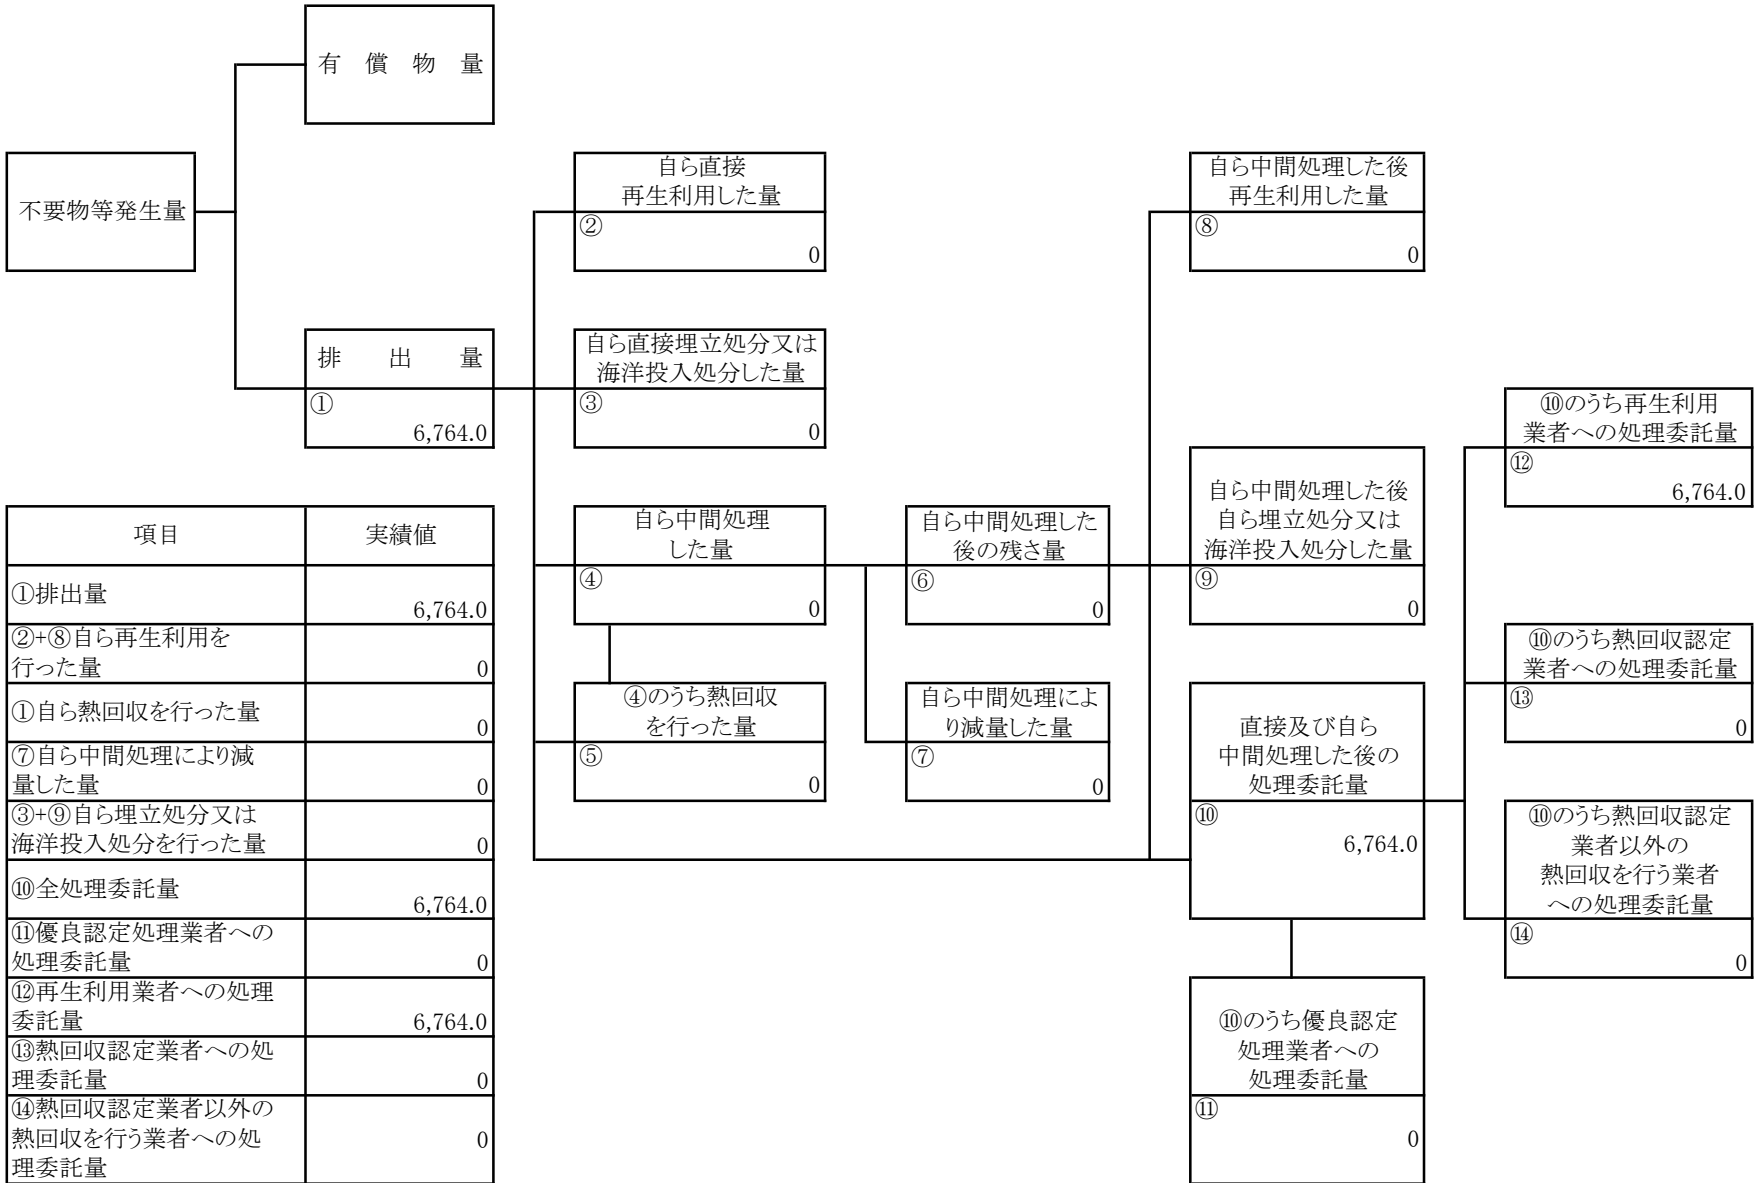 有　償　物　量
不要物等発生量
排　出　量
①
6,764.0
自ら直接
再生利用した量
②
0
自ら直接埋立処分又は
海洋投入処分した量
③
0
自ら中間処理
した量
④
0
④のうち熱回収
を行った量
⑤
0
自ら中間処理した
後の残さ量
⑥
0
自ら中間処理によ
り減量した量
⑦
0
自ら中間処理した後
再生利用した量
⑧
0
自ら中間処理した後
自ら埋立処分又は
海洋投入処分した量
⑨
0
直接及び自ら
中間処理した後の
処理委託量
⑩
6,764.0
⑩のうち優良認定
処理業者への
処理委託量
⑪
0
⑩のうち再生利用
業者への処理委託量
⑫
6,764.0
⑩のうち熱回収認定
業者への処理委託量
⑬
0
⑩のうち熱回収認定
業者以外の
熱回収を行う業者
への処理委託量
⑭
0
項目 実績値
①排出量
6,764.0
②+⑧自ら再生利用を
行った量 0
①自ら熱回収を行った量
0
⑦自ら中間処理により減
量した量 0
③+⑨自ら埋立処分又は
海洋投入処分を行った量 0
⑩全処理委託量
6,764.0
⑪優良認定処理業者への
処理委託量 0
⑫再生利用業者への処理
委託量 6,764.0
⑬熱回収認定業者への処
理委託量 0
⑭熱回収認定業者以外の
熱回収を行う業者への処 0
理委託量